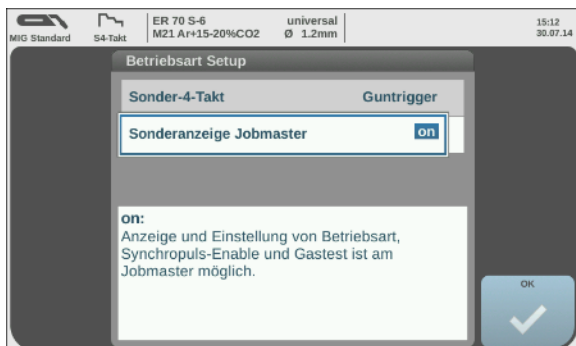 ER 70 S-6 universal 15:12
MIG Standard S4-Takt M21 Ar+15-20%CO2 Ø 1.2mm 30.07.14
Betriebsart Setup
Sonder-4-Takt Guntrigger
Sonderanzeige Jobmaster on
on:
Anzeige und Einstellung von Betriebsart,
Synchropuls-Enable und Gastest ist am
Jobmaster möglich.
OK